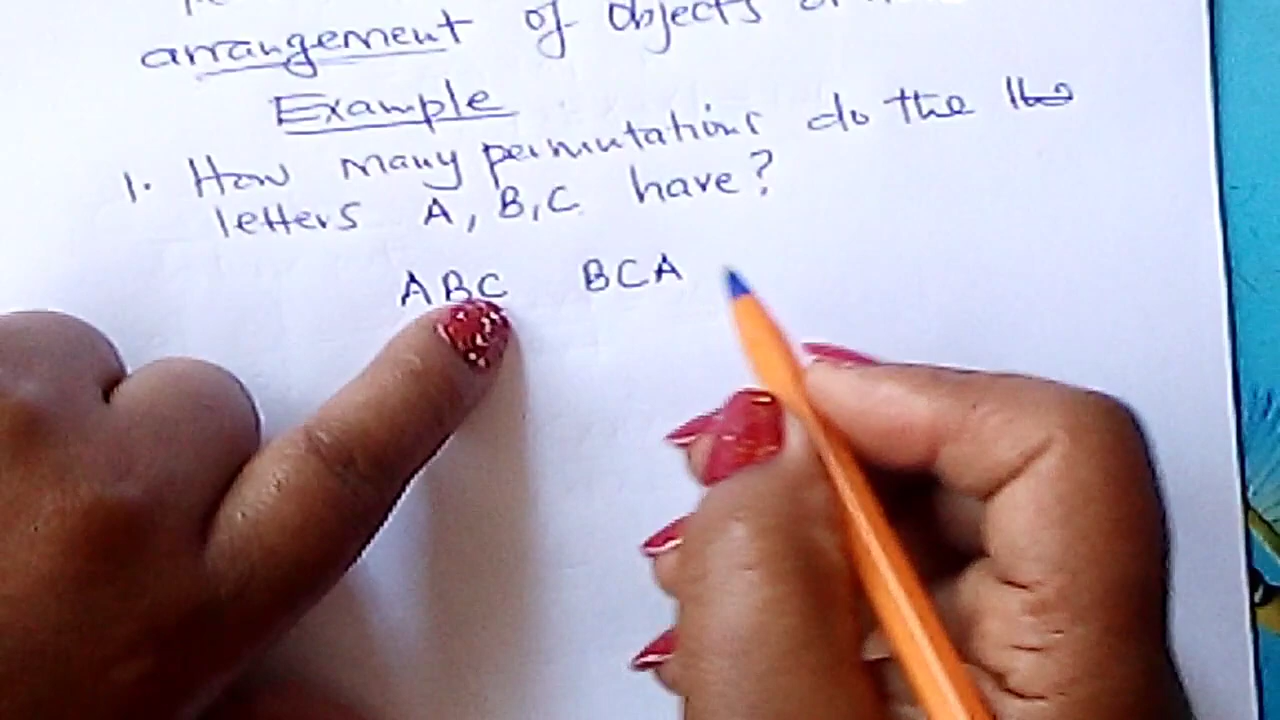 arrangement of objects
Example
1. How many permutations do the
letters A, B, C have?
ABC BCA